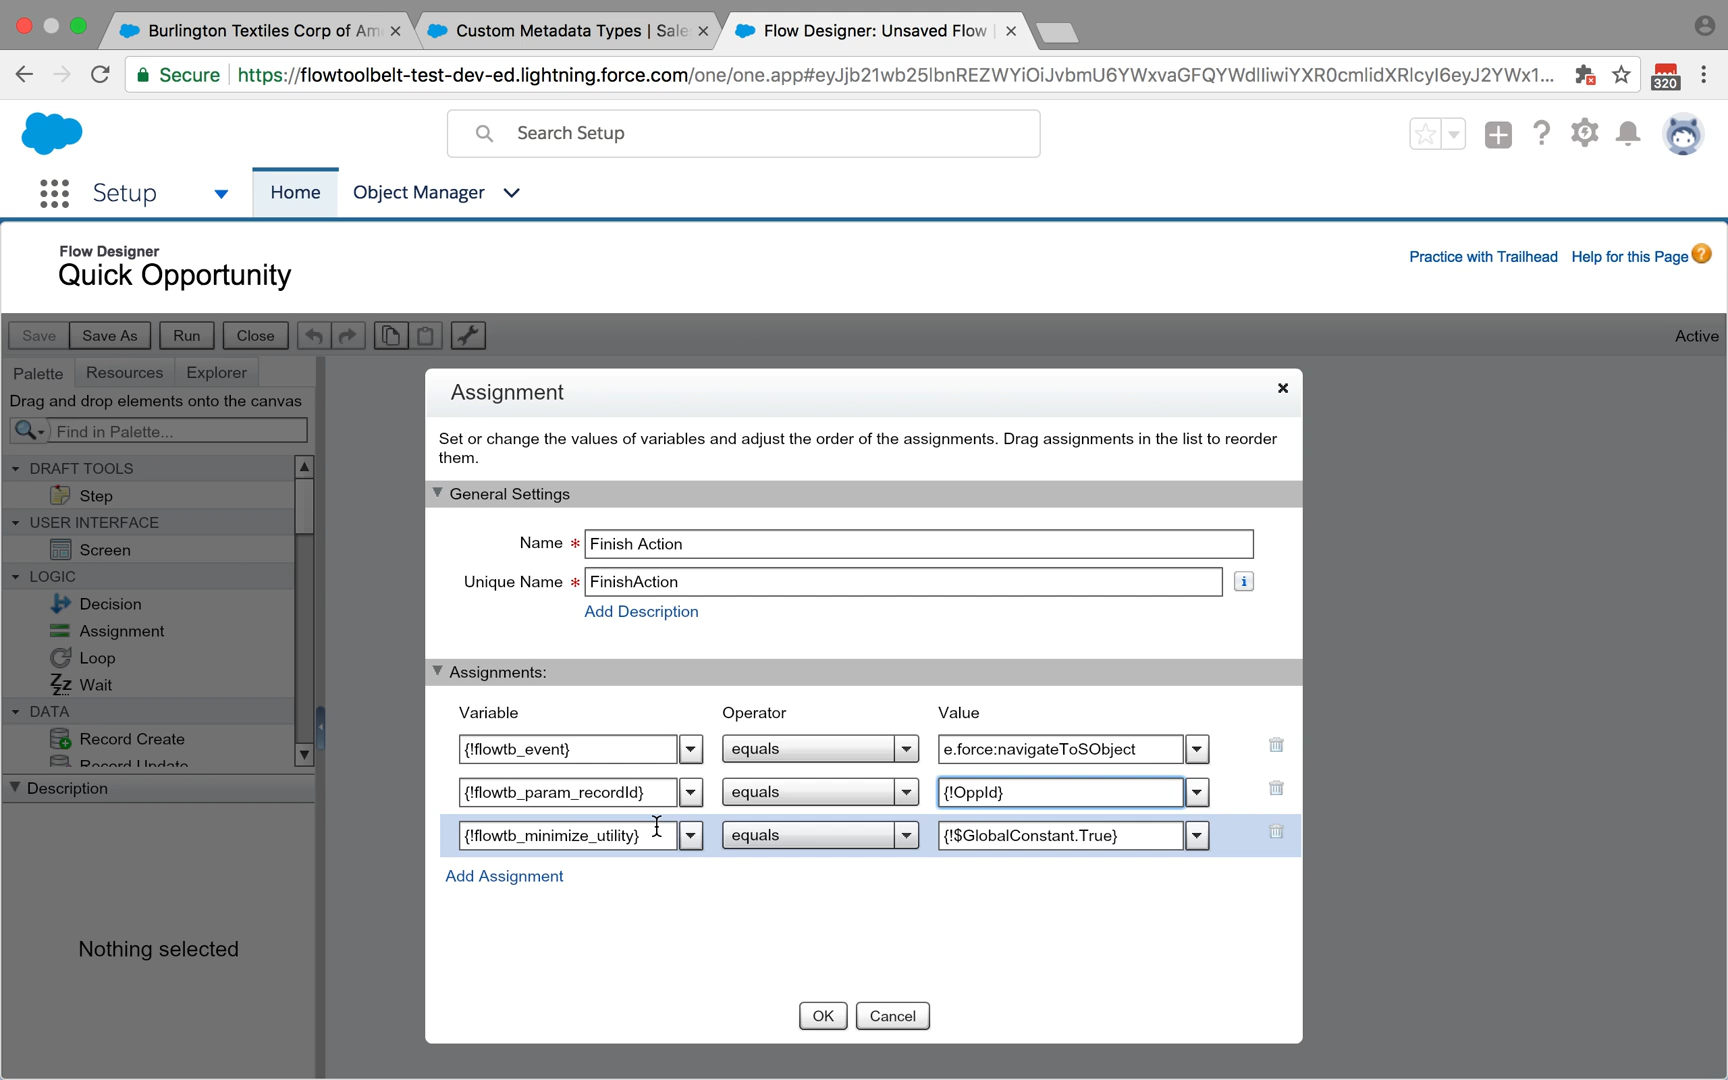 Burlington Textiles Corp of Am
Custom Metadata Types | Sale
Flow Designer: Unsaved Flow
Secure
https://flowtoolbelt-test-dev-ed.lightning.force.com/one/one.app#eyJjb21wb25lbnREZWYiOiJvbmU6YWxvaGFQYWdlIiwiYXR0cmlidXRlcyI6eyJ2YWx1...
320
Search Setup
Setup
Home
Object Manager
Flow Designer
Quick Opportunity
Practice with Trailhead
Help for this Page
?
Save
Save As
Run
Close
Active
Palette
Resources
Explorer
Drag and drop elements onto the canvas
Find in Palette...
DRAFT TOOLS
Step
USER INTERFACE
Screen
LOGIC
Decision
Assignment
Loop
Wait
DATA
Record Create
Record Update
Description
Nothing selected
Assignment
Set or change the values of variables and adjust the order of the assignments. Drag assignments in the list to reorder
them.
General Settings
Name * Finish Action
Unique Name * FinishAction
i
Add Description
Assignments:
Variable Operator Value
{!flowtb_event} equals e.force:navigateToSObject
{!flowtb_param_recordId} equals {!OppId}
{!flowtb_minimize_utility} equals {!$GlobalConstant.True}
Add Assignment
OK
Cancel